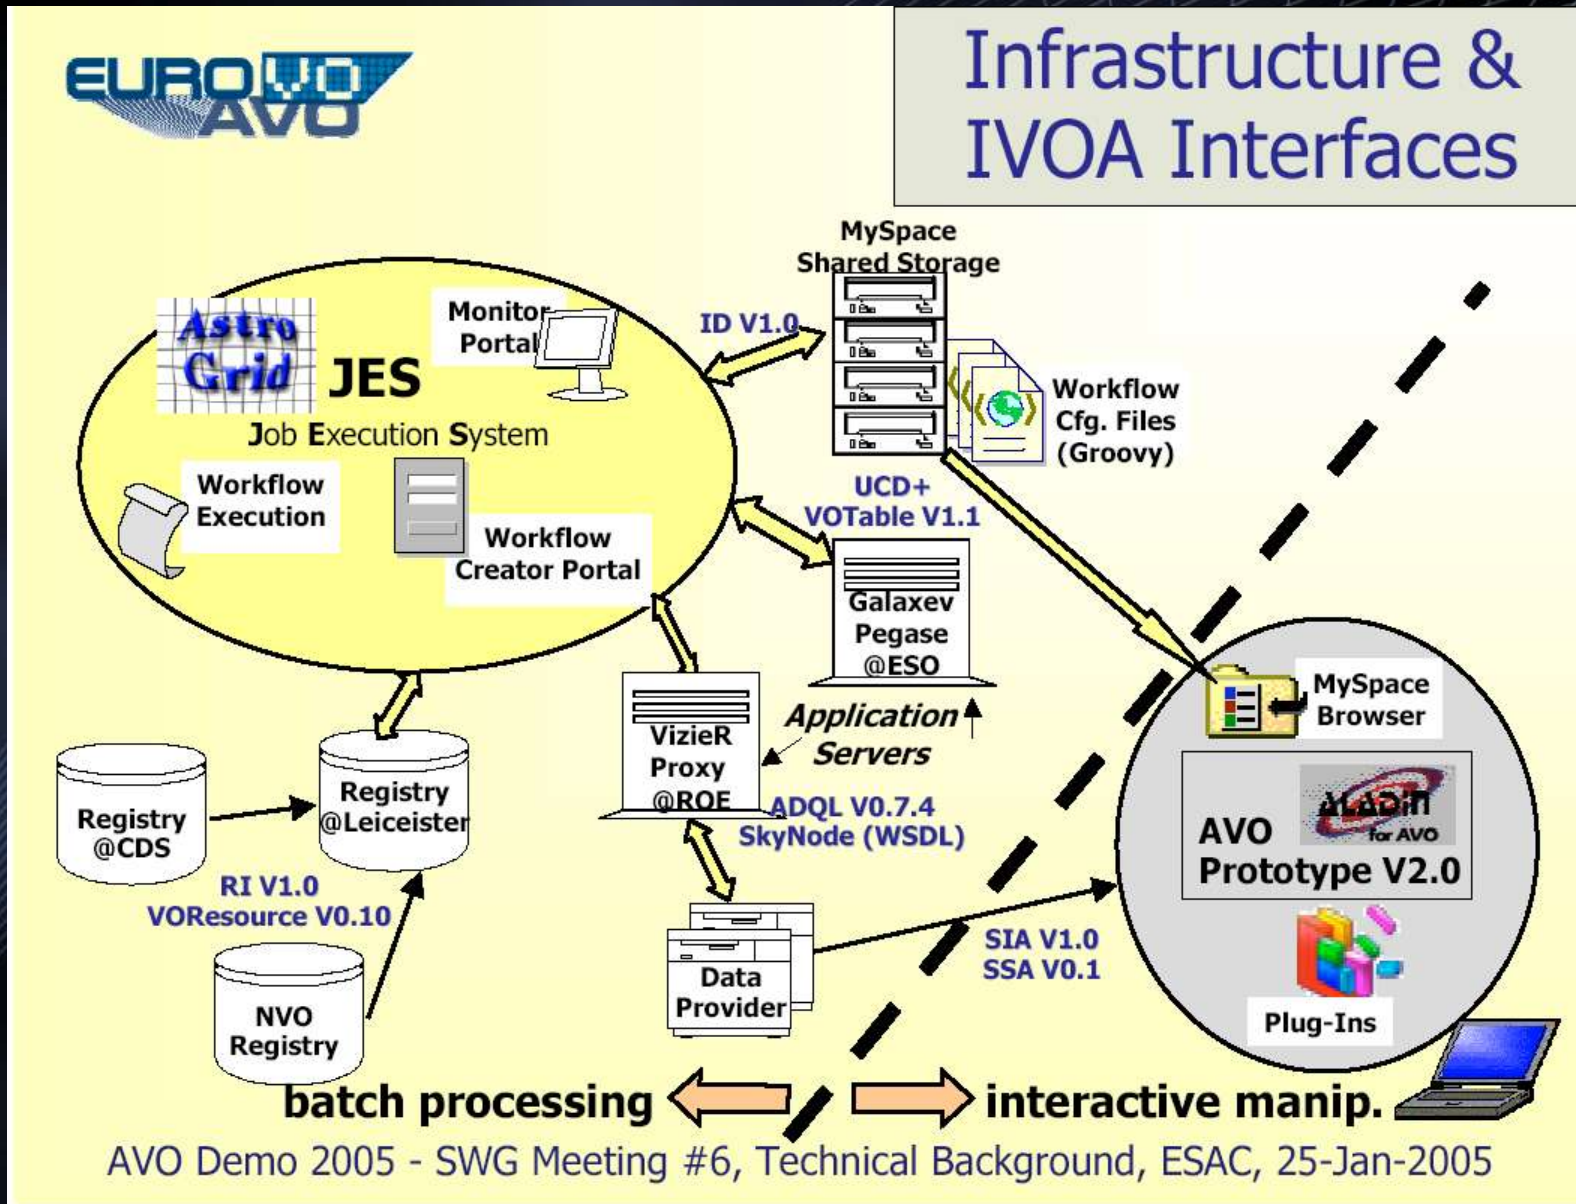 EURO VO
AVO
Infrastructure &
IVOA Interfaces
MySpace
Shared Storage
Astro
Grid
JES
Job Execution System
Monitor
Portal
ID V1.0
Workflow
Cfg. Files
(Groovy)
Workflow
Execution
Workflow
Creator Portal
UCD+
VOTable V1.1
Galaxev
Pegase
@ESO
MySpace
Browser
Application
Servers
VizieR
Proxy
@ROE
Registry
@CDS
Registry
@Leiceister
ADQL V0.7.4
SkyNode (WSDL)
ALADIN
for AVO
AVO
Prototype V2.0
RI V1.0
VOResource V0.10
SIA V1.0
SSA V0.1
Data
Provider
NVO
Registry
Plug-Ins
batch processing
interactive manip.
AVO Demo 2005 - SWG Meeting #6, Technical Background, ESAC, 25-Jan-2005